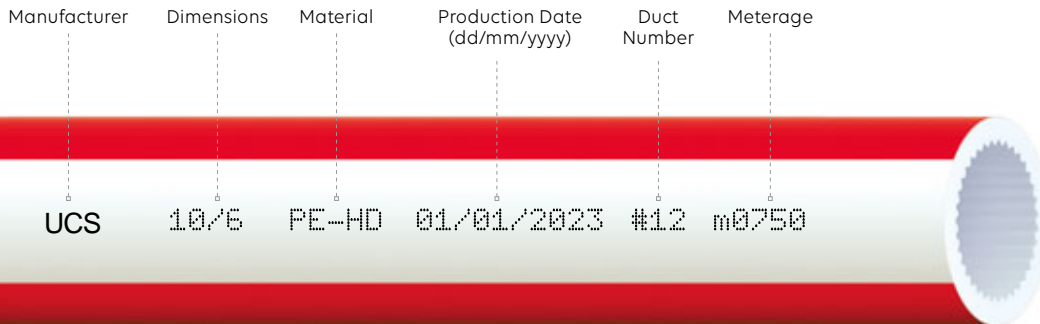 Manufacturer Dimensions Material Production Date Duct Meterage
(dd/mm/yyyy) Number
UCS 10/6 PE-HD 01/01/2023 #12 m0750